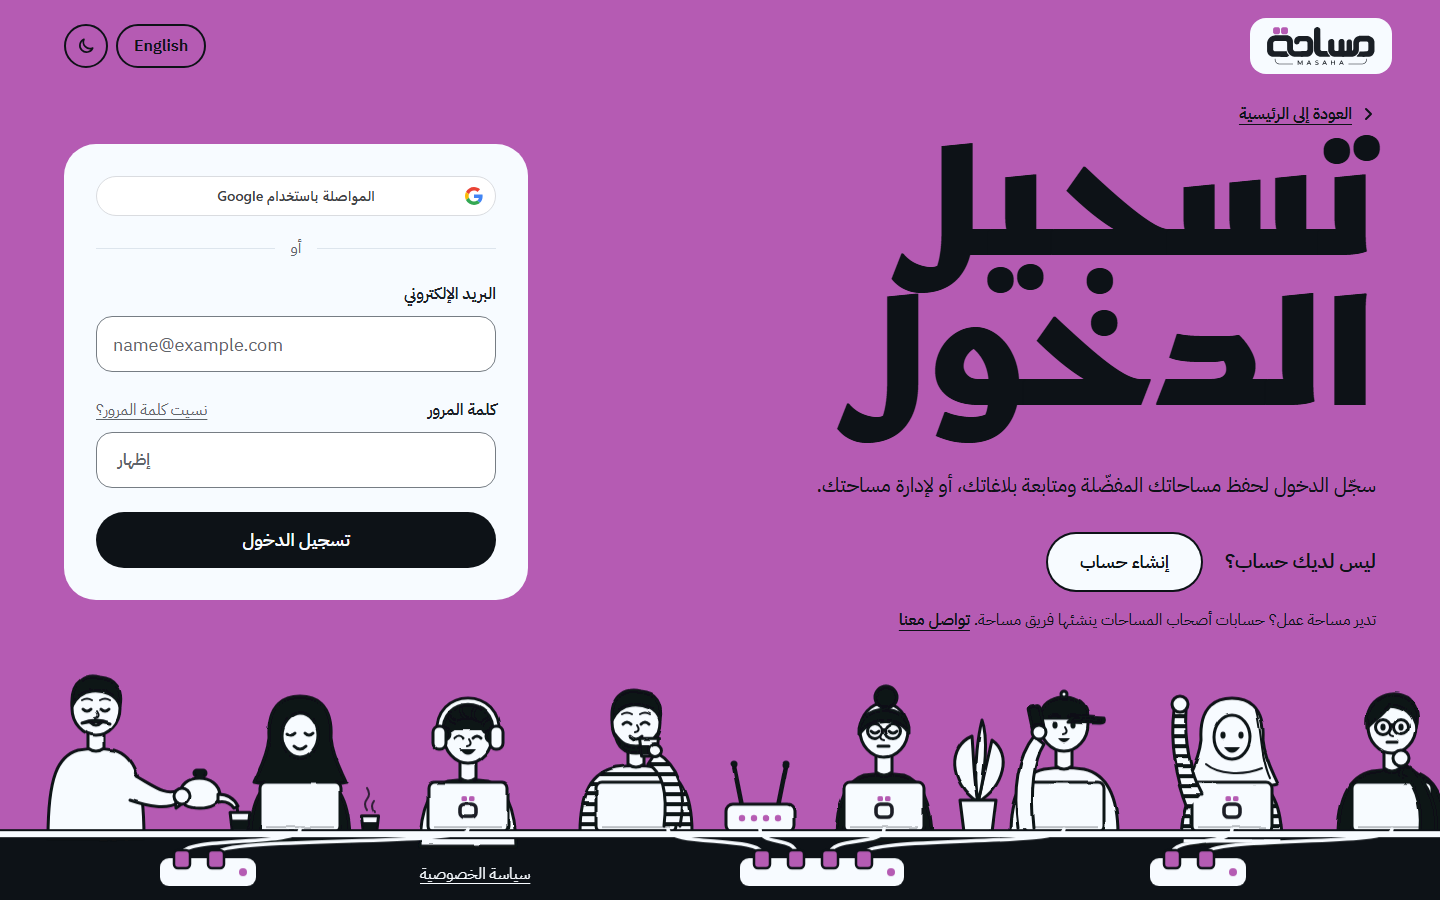 مساحة
MASAHA
English
العودة إلى الرئيسية
تسجيل
الدخول
سجّل الدخول لحفظ مساحاتك المفضّلة ومتابعة بلاغاتك، أو لإدارة مساحتك.
ليس لديك حساب؟
إنشاء حساب
تدير مساحة عمل؟ حسابات أصحاب المساحات ينشئها فريق مساحة. تواصل معنا
المواصلة باستخدام Google
أو
البريد الإلكتروني
name@example.com
كلمة المرور
نسيت كلمة المرور؟
إظهار
تسجيل الدخول
سياسة الخصوصية